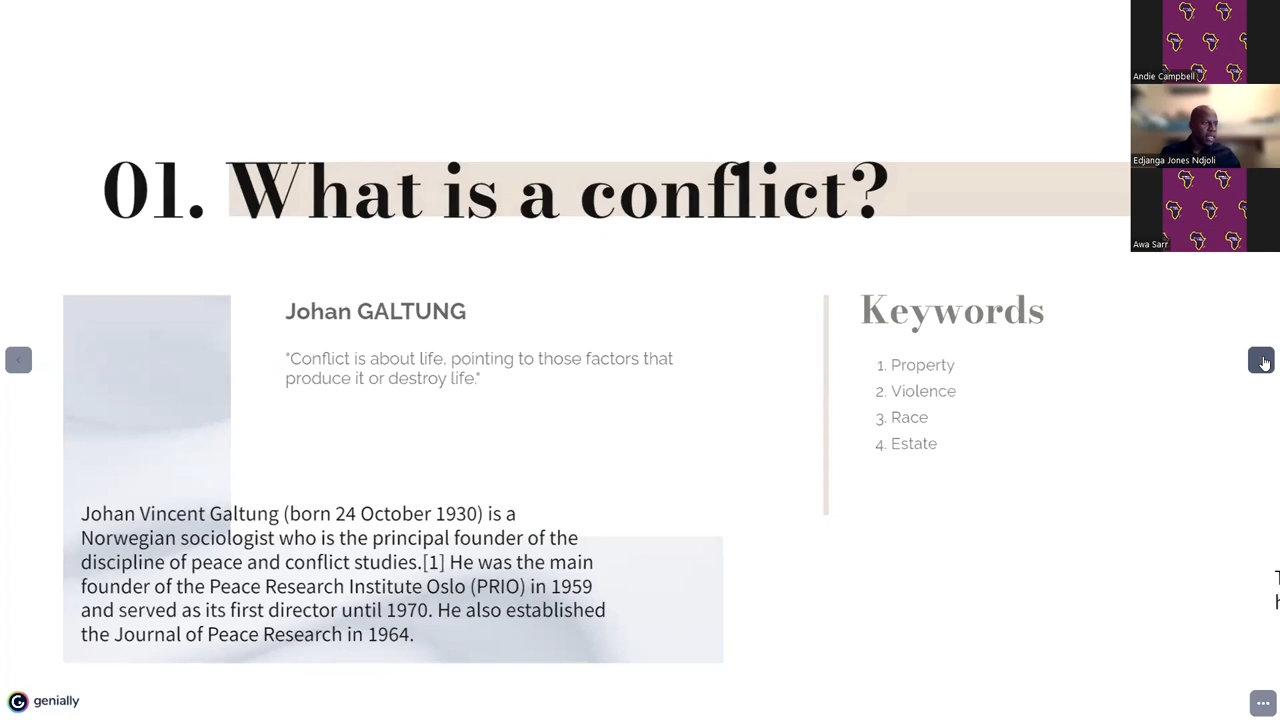 Andie Campbell
Edjanga Jones Ndjoli
Awa Sarr
01. What is a conflict?
Johan GALTUNG
"Conflict is about life, pointing to those factors that
produce it or destroy life."
Keywords
1. Property
2. Violence
3. Race
4. Estate
Johan Vincent Galtung (born 24 October 1930) is a
Norwegian sociologist who is the principal founder of the
discipline of peace and conflict studies.[1] He was the main
founder of the Peace Research Institute Oslo (PRIO) in 1959
and served as its first director until 1970. He also established
the Journal of Peace Research in 1964.
genially